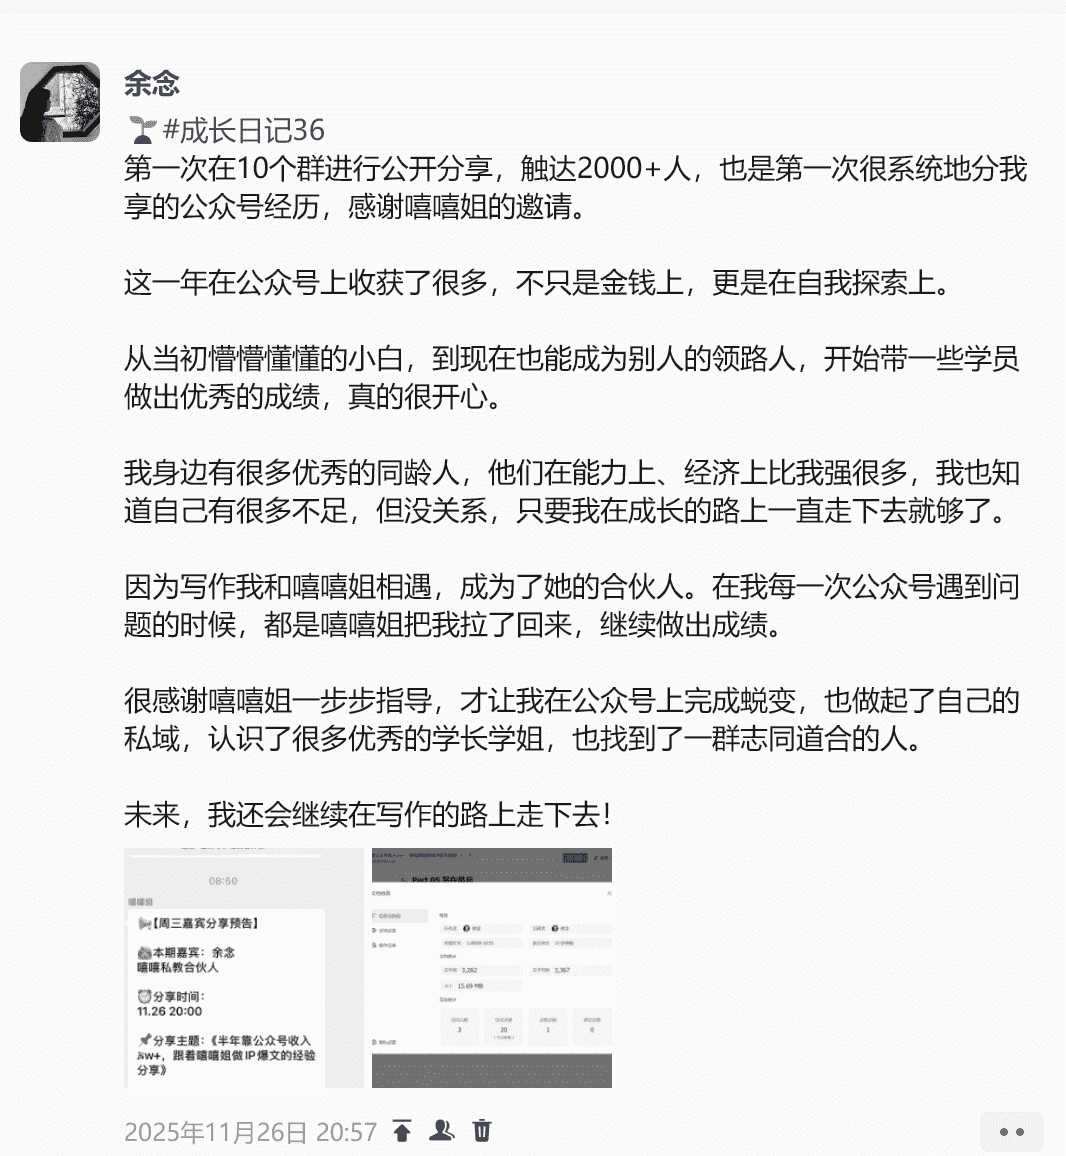 余念
#成长日记36
第一次在10个群进行公开分享，触达2000+人，也是第一次很系统地分我
享的公众号经历，感谢嘻嘻姐的邀请。
这一年在公众号上收获了很多，不只是金钱上，更是在自我探索上。
从当初懵懵懂懂的小白，到现在也能成为别人的领路人，开始带一些学员
做出优秀的成绩，真的很开心。
我身边有很多优秀的同龄人，他们在能力上、经济上比我强很多，我也知
道自己有很多不足，但没关系，只要我在成长的路上一直走下去就够了。
因为写作我和嘻嘻姐相遇，成为了她的合伙人。在我每一次公众号遇到问
题的时候，都是嘻嘻姐把我拉了回来，继续做出成绩。
很感谢嘻嘻姐一步步指导，才让我在公众号上完成蜕变，也做起了自己的
私域，认识了很多优秀的学长学姐，也找到了一群志同道合的人。
未来，我还会继续在写作的路上走下去！
08:50
嘻嘻姐
【周三嘉宾分享预告】
本期嘉宾：余念
嘻嘻私教合伙人
分享时间：
11.26 20:00
分享主题：《半年靠公众号收入
w+，跟着嘻嘻姐做IP爆文的经验
分享》
Part 05
3,262
3,367
15.69 MB
3
20
1
0
2025年11月26日 20:57